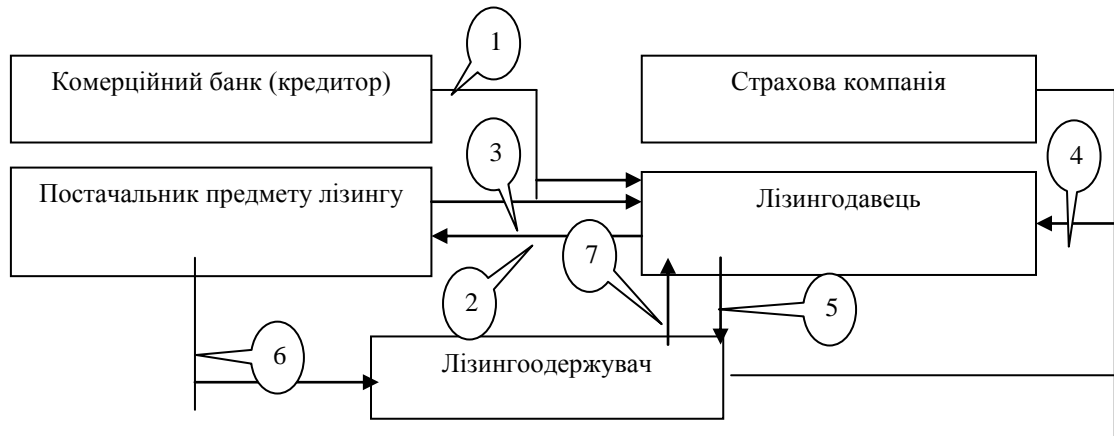 1
Комерційний банк (кредитор)
Страхова компанія
3
4
Постачальник предмету лізингу
Лізингодавець
7
2
5
6
Лізингоодержувач